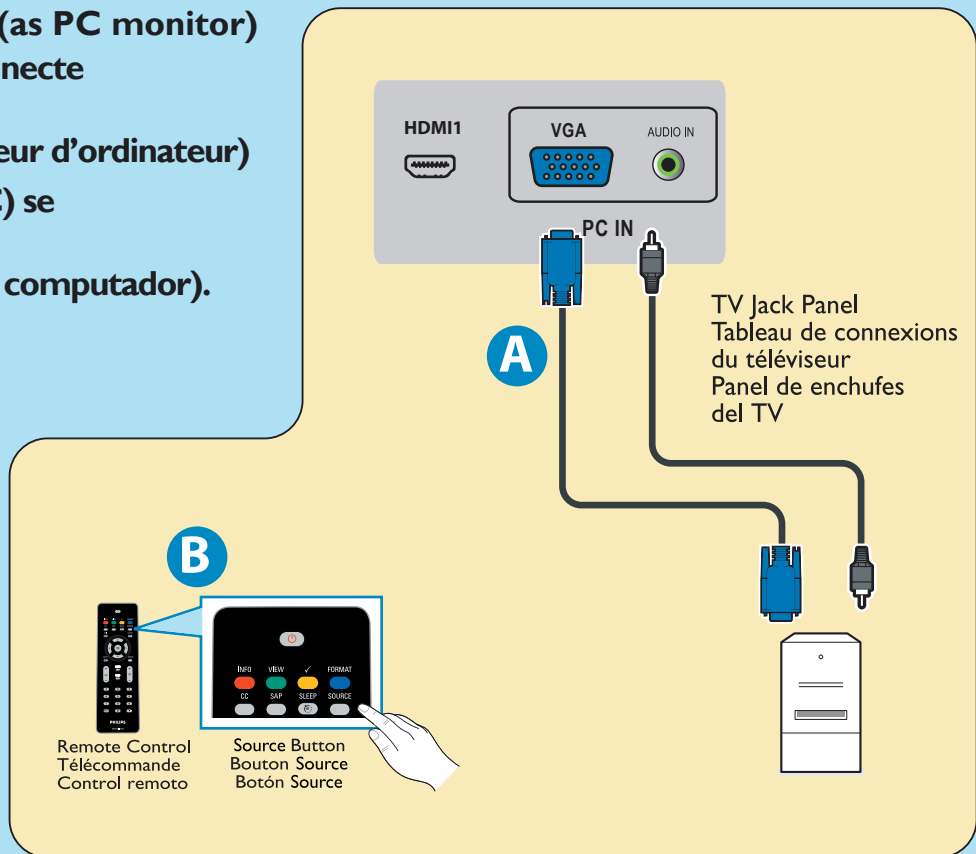 (as PC monitor)
necte
eur d'ordinateur)
C) se
computador).
HDMI1
VGA
AUDIO IN
PC IN
A
TV Jack Panel
Tableau de connexions
du téléviseur
Panel de enchufes
del TV
B
INFO VIEW ✓ FORMAT
CC SAP SLEEP SOURCE
PHILIPS
Remote Control
Télécommande
Control remoto
Source Button
Bouton Source
Botón Source